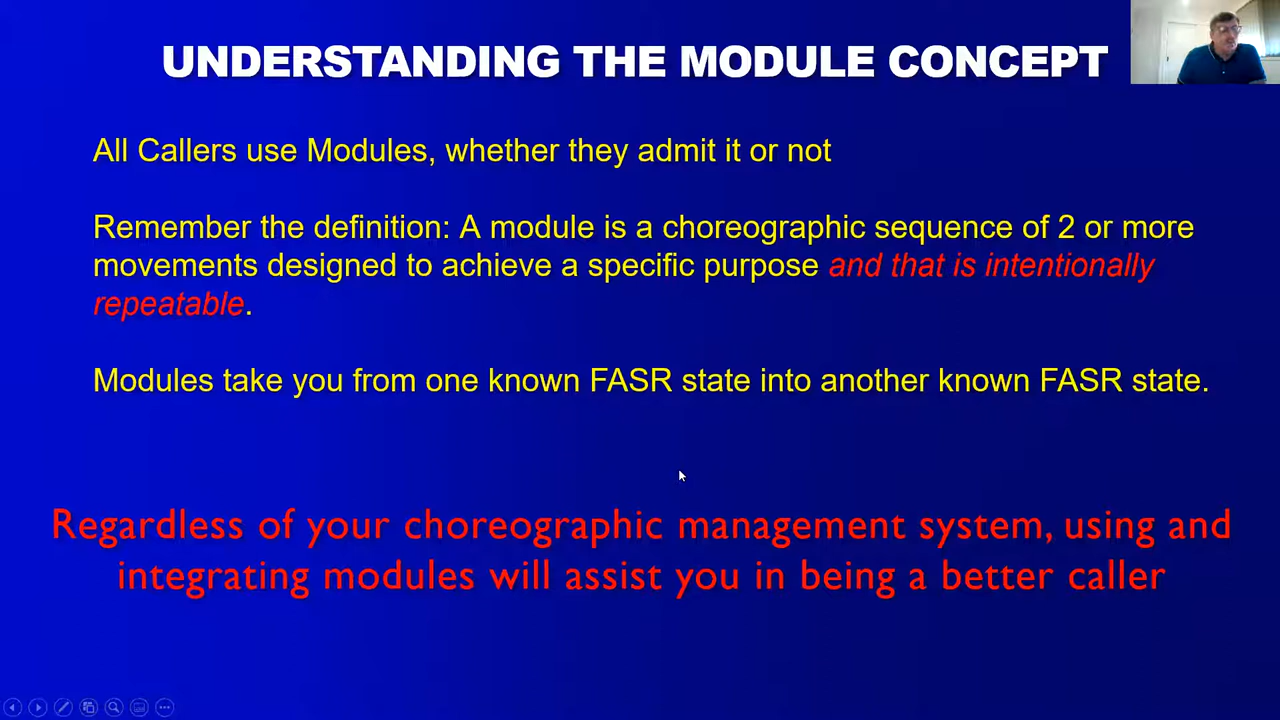 UNDERSTANDING THE MODULE CONCEPT
All Callers use Modules, whether they admit it or not
Remember the definition: A module is a choreographic sequence of 2 or more
movements designed to achieve a specific purpose and that is intentionally
repeatable.
Modules take you from one known FASR state into another known FASR state.
Regardless of your choreographic management system, using and
integrating modules will assist you in being a better caller